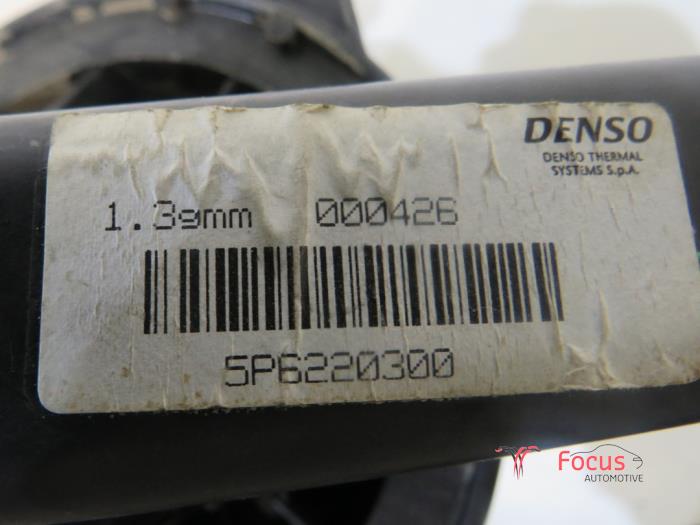 DENSO
DENSO THERMAL
SYSTEMS S.p.A.
1.3gmm 000426
5P6220300
Focus
AUTOMOTIVE